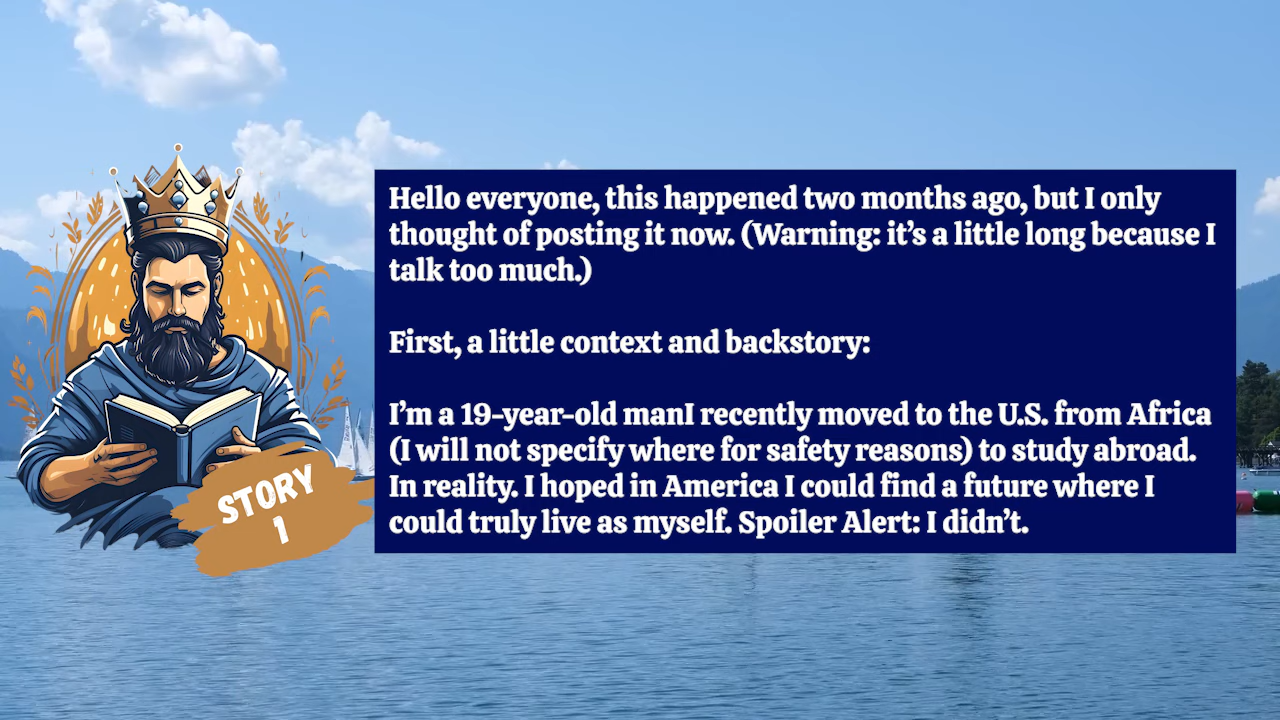 Hello everyone, this happened two months ago, but I only
thought of posting it now. (Warning: it’s a little long because I
talk too much.)
First, a little context and backstory:
I’m a 19-year-old manI recently moved to the U.S. from Africa
(I will not specify where for safety reasons) to study abroad.
In reality. I hoped in America I could find a future where I
could truly live as myself. Spoiler Alert: I didn’t.
STORY
1